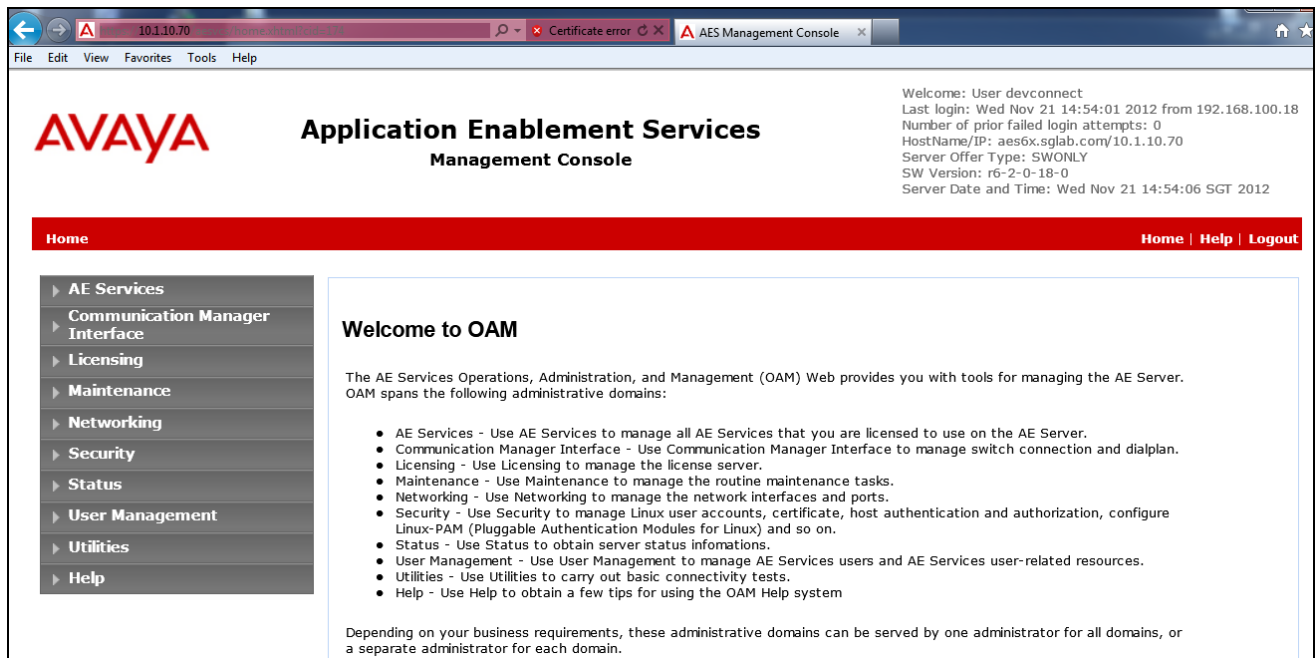 10.1.10.70
Certificate error
AES Management Console
File Edit View Favorites Tools Help
AVAYA
Application Enablement Services
Management Console
Welcome: User devconnect
Last login: Wed Nov 21 14:54:01 2012 from 192.168.100.18
Number of prior failed login attempts: 0
HostName/IP: aes6x.sglab.com/10.1.10.70
Server Offer Type: SWONLY
SW Version: r6-2-0-18-0
Server Date and Time: Wed Nov 21 14:54:06 SGT 2012
Home
Home | Help | Logout
AE Services
Communication Manager
Interface
Licensing
Maintenance
Networking
Security
Status
User Management
Utilities
Help
Welcome to OAM
The AE Services Operations, Administration, and Management (OAM) Web provides you with tools for managing the AE Server.
OAM spans the following administrative domains:
• AE Services - Use AE Services to manage all AE Services that you are licensed to use on the AE Server.
• Communication Manager Interface - Use Communication Manager Interface to manage switch connection and dialplan.
• Licensing - Use Licensing to manage the license server.
• Maintenance - Use Maintenance to manage the routine maintenance tasks.
• Networking - Use Networking to manage the network interfaces and ports.
• Security - Use Security to manage Linux user accounts, certificate, host authentication and authorization, configure
Linux-PAM (Pluggable Authentication Modules for Linux) and so on.
• Status - Use Status to obtain server status infomations.
• User Management - Use User Management to manage AE Services users and AE Services user-related resources.
• Utilities - Use Utilities to carry out basic connectivity tests.
• Help - Use Help to obtain a few tips for using the OAM Help system
Depending on your business requirements, these administrative domains can be served by one administrator for all domains, or
a separate administrator for each domain.